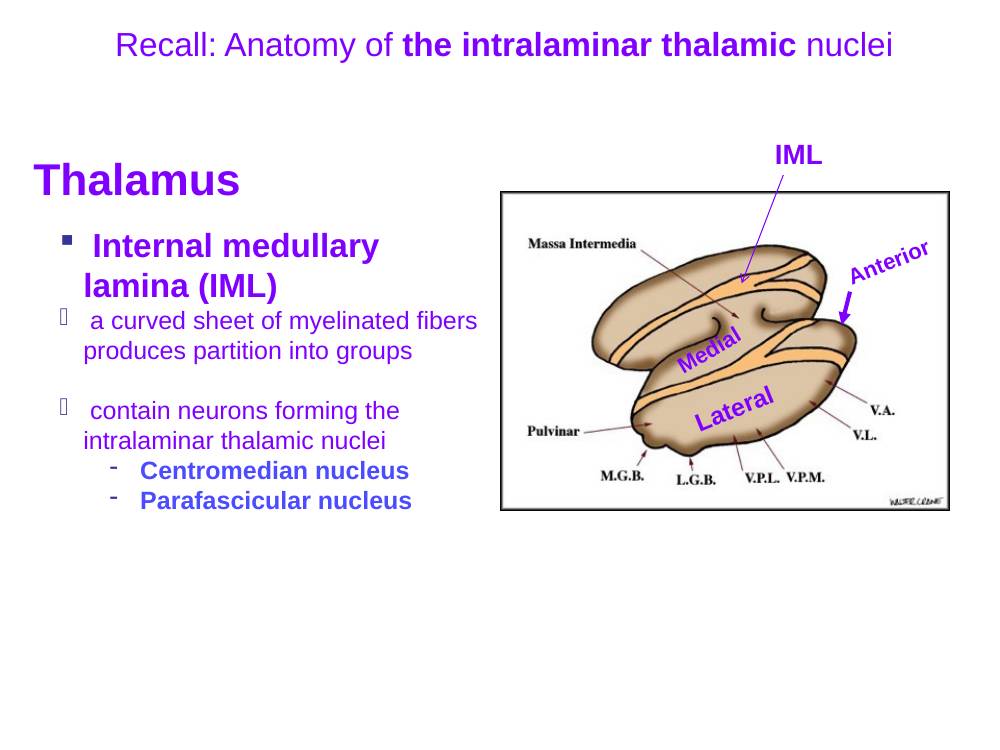 Recall: Anatomy of the intralaminar thalamic nuclei
Thalamus
Internal medullary
lamina (IML)
a curved sheet of myelinated fibers
produces partition into groups
contain neurons forming the
intralaminar thalamic nuclei
- Centromedian nucleus
- Parafascicular nucleus
IML
Massa Intermedia
Anterior
Medial
Lateral
V.A.
Pulvinar
V.L.
M.G.B.
L.G.B.
V.P.L.
V.P.M.
WALTER CRANE